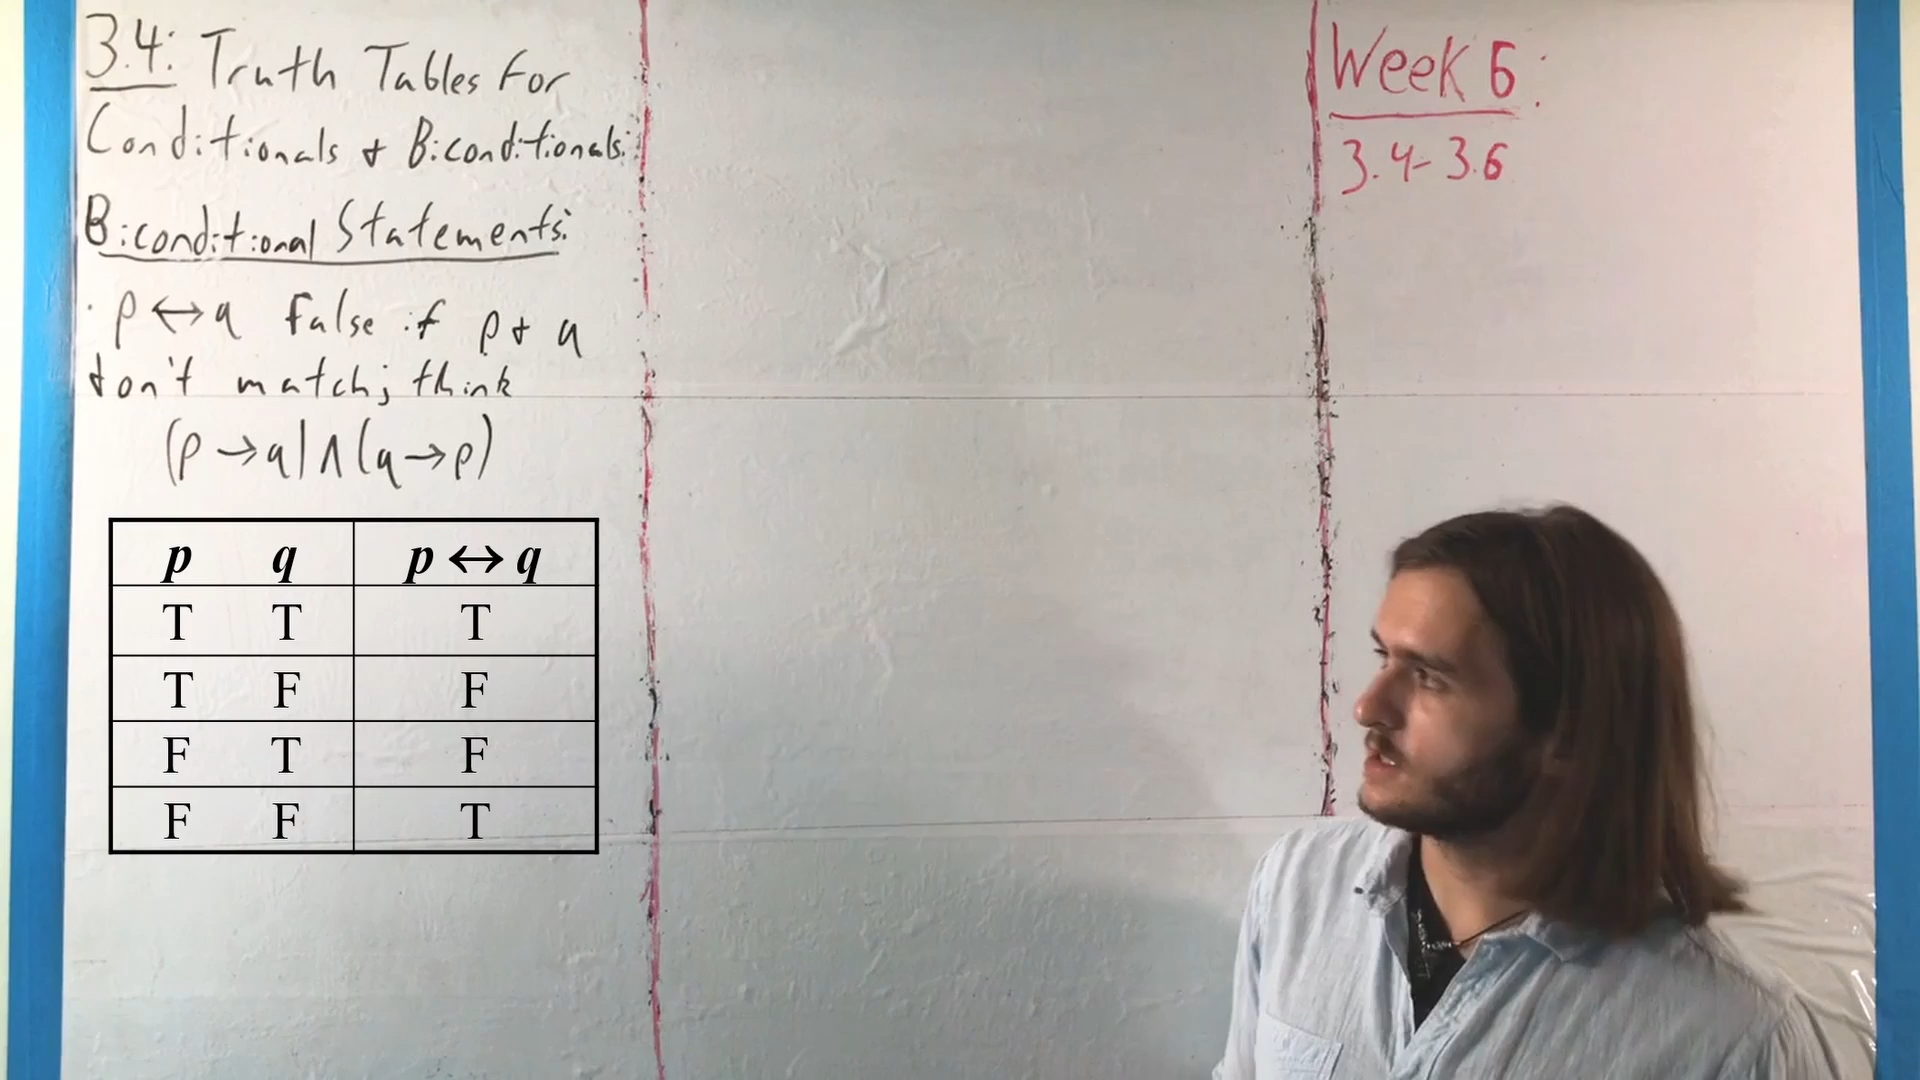 3.4: Truth Tables For
Conditionals & Biconditionals:
Biconditional Statements:
· p ↔ q false if p & q
don't match; think
(p → q) ∧ (q → p)
p q p ↔ q
T T T
T F F
F T F
F F T
Week 6:
3.4-3.6